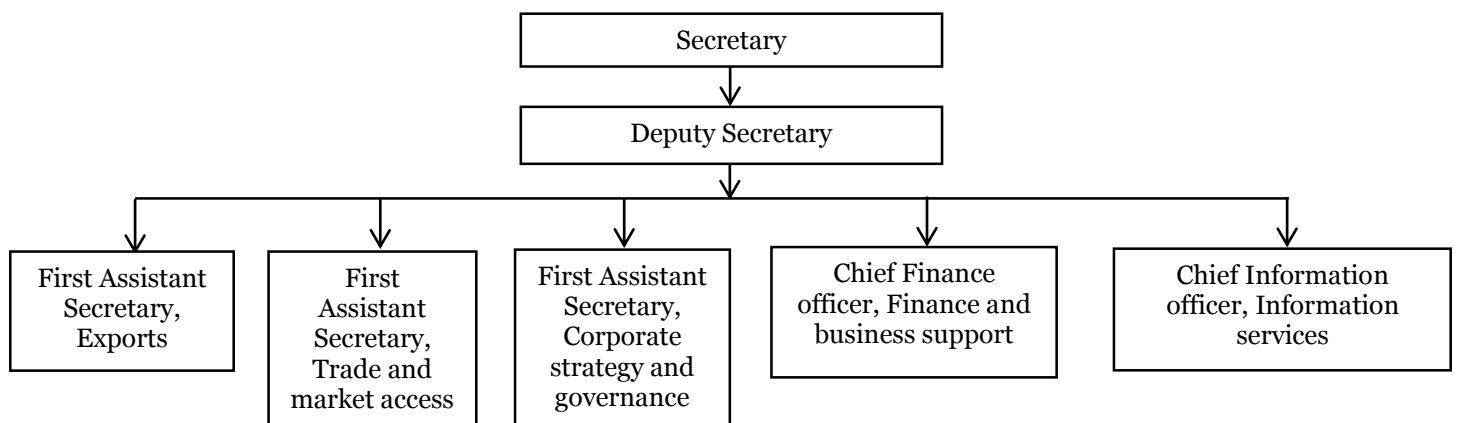 Secretary
Deputy Secretary
First Assistant
Secretary,
Exports
First
Assistant
Secretary,
Trade and
market access
First Assistant
Secretary,
Corporate
strategy and
governance
Chief Finance
officer, Finance and
business support
Chief Information
officer, Information
services